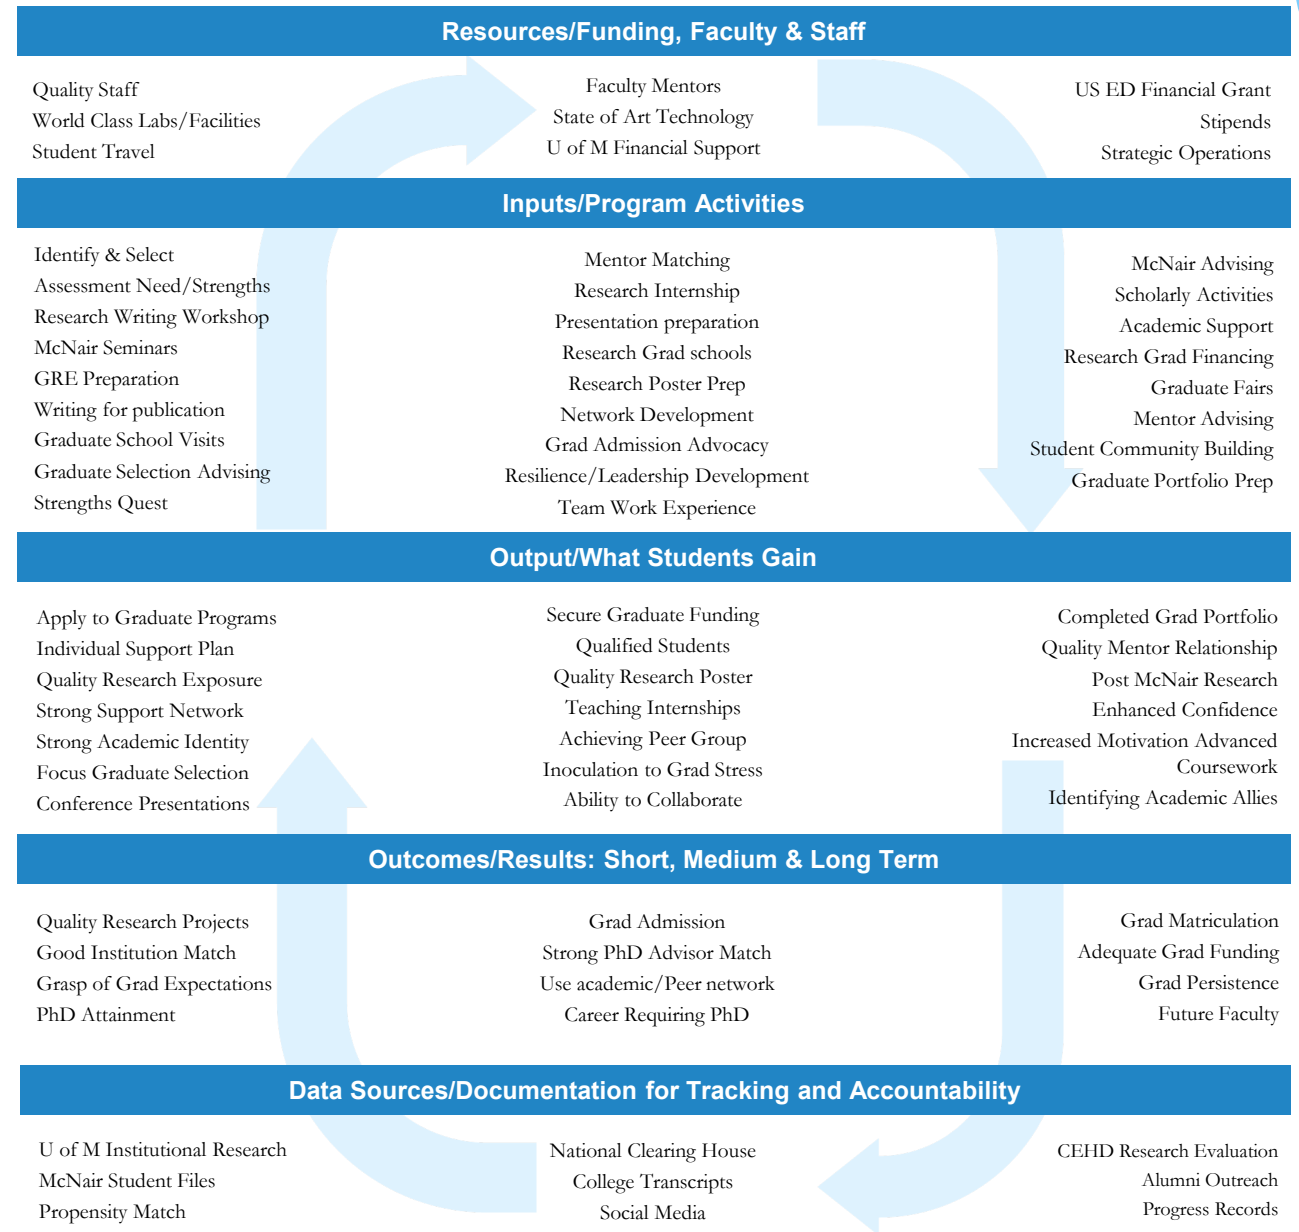 Resources/Funding, Faculty & Staff
Quality Staff
World Class Labs/Facilities
Student Travel
Faculty Mentors
State of Art Technology
U of M Financial Support
US ED Financial Grant
Stipends
Strategic Operations
Inputs/Program Activities
Identify & Select
Assessment Need/Strengths
Research Writing Workshop
McNair Seminars
GRE Preparation
Writing for publication
Graduate School Visits
Graduate Selection Advising
Strengths Quest
Mentor Matching
Research Internship
Presentation preparation
Research Grad schools
Research Poster Prep
Network Development
Grad Admission Advocacy
Resilience/Leadership Development
Team Work Experience
McNair Advising
Scholarly Activities
Academic Support
Research Grad Financing
Graduate Fairs
Mentor Advising
Student Community Building
Graduate Portfolio Prep
Output/What Students Gain
Apply to Graduate Programs
Individual Support Plan
Quality Research Exposure
Strong Support Network
Strong Academic Identity
Focus Graduate Selection
Conference Presentations
Secure Graduate Funding
Qualified Students
Quality Research Poster
Teaching Internships
Achieving Peer Group
Inoculation to Grad Stress
Ability to Collaborate
Completed Grad Portfolio
Quality Mentor Relationship
Post McNair Research
Enhanced Confidence
Increased Motivation Advanced
Coursework
Identifying Academic Allies
Outcomes/Results: Short, Medium & Long Term
Quality Research Projects
Good Institution Match
Grasp of Grad Expectations
PhD Attainment
Grad Admission
Strong PhD Advisor Match
Use academic/Peer network
Career Requiring PhD
Grad Matriculation
Adequate Grad Funding
Grad Persistence
Future Faculty
Data Sources/Documentation for Tracking and Accountability
U of M Institutional Research
McNair Student Files
Propensity Match
National Clearing House
College Transcripts
Social Media
CEHD Research Evaluation
Alumni Outreach
Progress Records